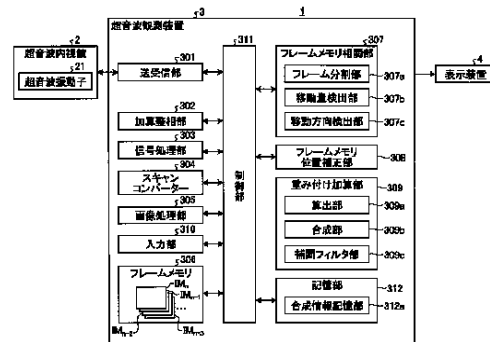 1
3
超音波観測装置
2
超音波内視鏡
21
超音波振動子
301
送受信部
302
加算整相部
303
信号処理部
304
スキャン
コンバーター
305
画像処理部
310
入力部
306
フレームメモリ
IMn
IMn-1
IMn-2
IMn-3
311
制御部
307
フレームメモリ相関部
フレーム分割部
307a
移動量検出部
307b
移動方向検出部
307c
フレームメモリ
位置補正部
308
重み付け加算部
309
算出部
309a
合成部
309b
補間フィルタ部
309c
記憶部
312
合成情報記憶部
312a
4
表示装置